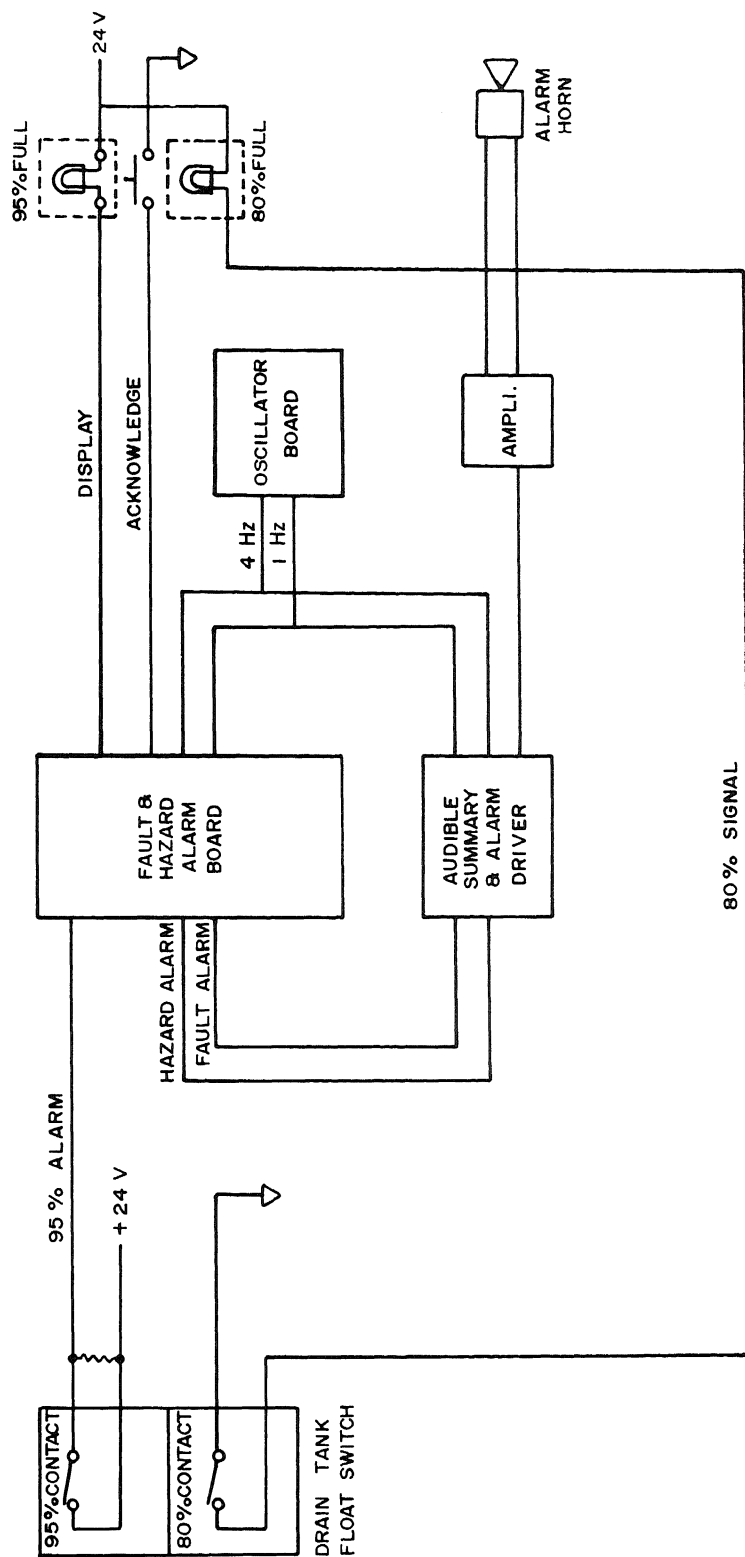 95% CONTACT
80% CONTACT
DRAIN TANK
FLOAT SWITCH
95% ALARM
+24 V
HAZARD ALARM
FAULT ALARM
FAULT &
HAZARD
ALARM
BOARD
AUDIBLE
SUMMARY
& ALARM
DRIVER
80% SIGNAL
DISPLAY
ACKNOWLEDGE
4 Hz
1 Hz
OSCILLATOR
BOARD
AMPLI.
95% FULL
80% FULL
24 V
ALARM
HORN